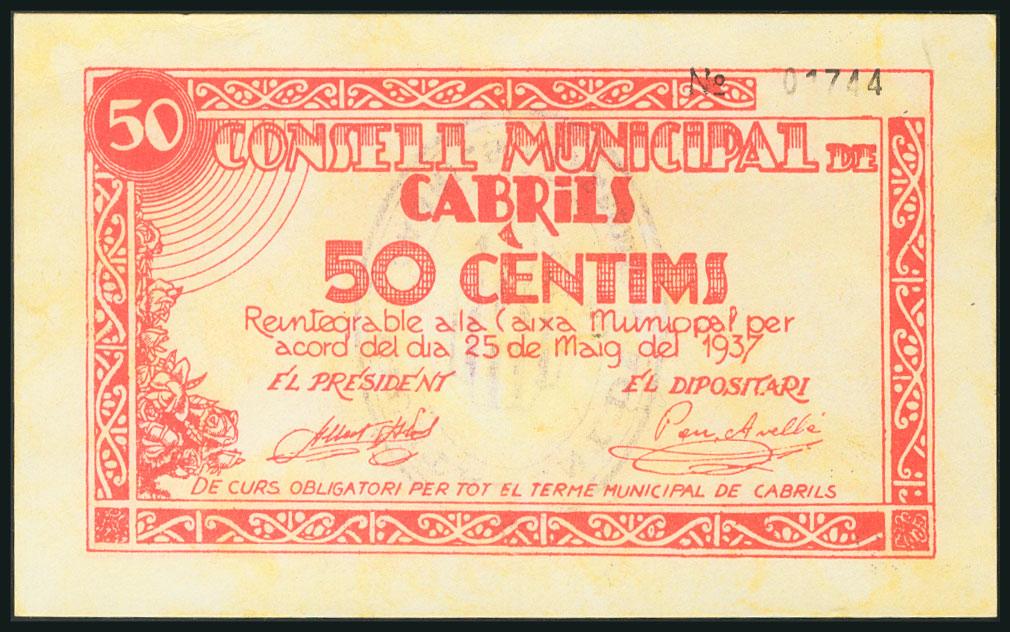 Nº 01744
50
CONSELL MUNICIPAL DE
CABRILS
50 CÈNTIMS
Reintegrable a la Caixa Municipal per
acord del dia 25 de Maig del 1937
EL PRESIDENT EL DIPOSITARI
DE CURS OBLIGATORI PER TOT EL TERME MUNICIPAL DE CABRILS